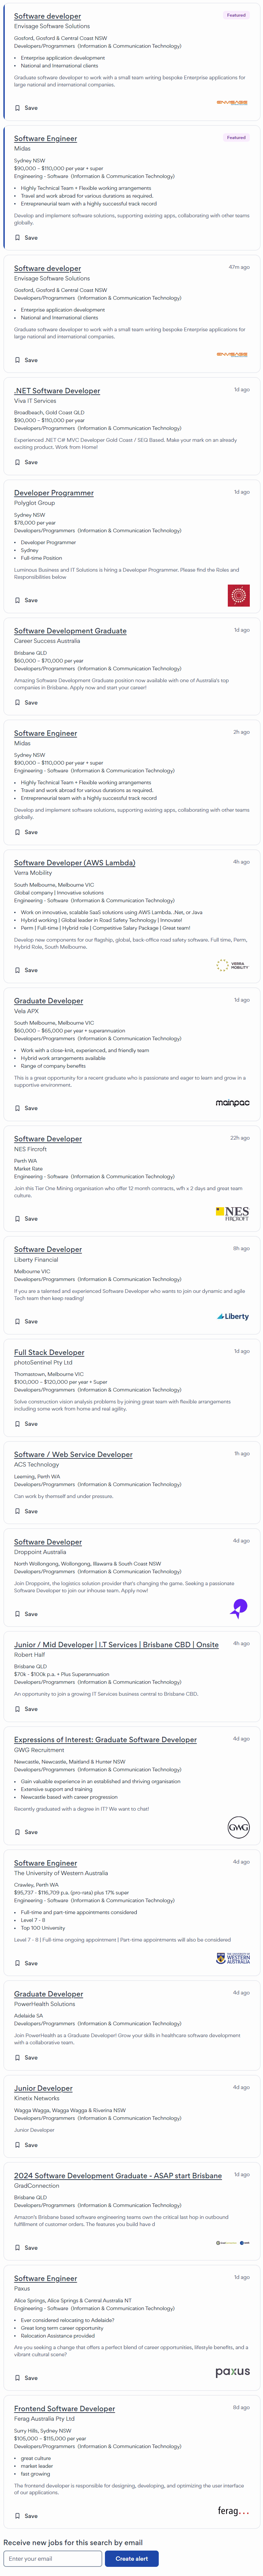 Software developer
Featured
Envisage Software Solutions
Gosford, Gosford & Central Coast NSW
Developers/Programmers (Information & Communication Technology)
• Enterprise application development
• National and International clients
Graduate software developer to work with a small team writing bespoke Enterprise applications for
large national and international companies.
ENVISAGE
Save
Software Engineer
Featured
Midas
Sydney NSW
$90,000 – $110,000 per year + super
Engineering - Software (Information & Communication Technology)
• Highly Technical Team + Flexible working arrangements
• Travel and work abroad for various durations as required.
• Entrepreneurial team with a highly successful track record
Develop and implement software solutions, supporting existing apps, collaborating with other teams
globally.
Save
Software developer
47m ago
Envisage Software Solutions
Gosford, Gosford & Central Coast NSW
Developers/Programmers (Information & Communication Technology)
• Enterprise application development
• National and International clients
Graduate software developer to work with a small team writing bespoke Enterprise applications for
large national and international companies.
ENVISAGE
Save
.NET Software Developer
1d ago
Viva IT Services
Broadbeach, Gold Coast QLD
$90,000 – $110,000 per year
Developers/Programmers (Information & Communication Technology)
Experienced .NET C# MVC Developer Gold Coast / SEQ Based. Make your mark on an already
exciting product. Work from Home!
Save
Developer Programmer
1d ago
Polyglot Group
Sydney NSW
$78,000 per year
Developers/Programmers (Information & Communication Technology)
• Developer Programmer
• Sydney
• Full-time Position
Luminous Business and IT Solutions is hiring a Developer Programmer. Please find the Roles and
Responsibilities below
Save
Software Development Graduate
1d ago
Career Success Australia
Brisbane QLD
$60,000 – $70,000 per year
Developers/Programmers (Information & Communication Technology)
Amazing Software Development Graduate position now available with one of Australia's top
companies in Brisbane. Apply now and start your career!
Save
Software Engineer
2h ago
Midas
Sydney NSW
$90,000 – $110,000 per year + super
Engineering - Software (Information & Communication Technology)
• Highly Technical Team + Flexible working arrangements
• Travel and work abroad for various durations as required.
• Entrepreneurial team with a highly successful track record
Develop and implement software solutions, supporting existing apps, collaborating with other teams
globally.
Save
Software Developer (AWS Lambda)
4h ago
Verra Mobility
South Melbourne, Melbourne VIC
Global company | Innovative solutions
Engineering - Software (Information & Communication Technology)
• Work on innovative, scalable SaaS solutions using AWS Lambda, .Net, or Java
• Hybrid working | Global leader in Road Safety Technology | Innovate!
• Perm | Full-time | Hybrid role | Competitive Salary Package | Great team!
Develop new components for our flagship, global, back-office road safety software. Full time, Perm,
Hybrid Role, South Melbourne.
VERRA
MOBILITY
Save
Graduate Developer
1d ago
Vela APX
South Melbourne, Melbourne VIC
$60,000 – $65,000 per year + superannuation
Developers/Programmers (Information & Communication Technology)
• Work with a close-knit, experienced, and friendly team
• Hybrid work arrangements available
• Range of company benefits
This is a great opportunity for a recent graduate who is passionate and eager to learn and grow in a
supportive environment.
mainpac
Save
Software Developer
22h ago
NES Fircroft
Perth WA
Market Rate
Engineering - Software (Information & Communication Technology)
Join this Tier One Mining organisation who offer 12 month contracts, wfh x 2 days and great team
culture.
NES
FIRCROFT
Save
Software Developer
8h ago
Liberty Financial
Melbourne VIC
Developers/Programmers (Information & Communication Technology)
If you are a talented and experienced Software Developer who wants to join our dynamic and agile
Tech team then keep reading!
Liberty
Save
Full Stack Developer
1d ago
photoSentinel Pty Ltd
Thomastown, Melbourne VIC
$100,000 – $120,000 per year + Super
Developers/Programmers (Information & Communication Technology)
Solve construction vision analysis problems by joining great team with flexible arrangements
including some work from home and real agility.
Save
Software / Web Service Developer
1h ago
ACS Technology
Leeming, Perth WA
Developers/Programmers (Information & Communication Technology)
Can work by themself and under pressure.
Save
Software Developer
4d ago
Droppoint Australia
North Wollongong, Wollongong, Illawarra & South Coast NSW
Developers/Programmers (Information & Communication Technology)
Join Droppoint, the logistics solution provider that's changing the game. Seeking a passionate
Software Developer to join our inhouse team. Apply now!
Save
Junior / Mid Developer | I.T Services | Brisbane CBD | Onsite
4h ago
Robert Half
Brisbane QLD
$70k - $100k p.a. + Plus Superannuation
Developers/Programmers (Information & Communication Technology)
An opportunity to join a growing IT Services business central to Brisbane CBD.
Save
Expressions of Interest: Graduate Software Developer
4d ago
GWG Recruitment
Newcastle, Newcastle, Maitland & Hunter NSW
Developers/Programmers (Information & Communication Technology)
• Gain valuable experience in an established and thriving organisation
• Extensive support and training
• Newcastle based with career progression
Recently graduated with a degree in IT? We want to chat!
GWG
Save
Software Engineer
4d ago
The University of Western Australia
Crawley, Perth WA
$95,737 - $116,709 p.a. (pro-rata) plus 17% super
Engineering - Software (Information & Communication Technology)
• Full-time and part-time appointments considered
• Level 7 - 8
• Top 100 University
Level 7 - 8 | Full-time ongoing appointment | Part-time appointments will also be considered
THE UNIVERSITY OF
WESTERN
AUSTRALIA
Save
Graduate Developer
4d ago
PowerHealth Solutions
Adelaide SA
Developers/Programmers (Information & Communication Technology)
Join PowerHealth as a Graduate Developer! Grow your skills in healthcare software development
with a collaborative team.
Save
Junior Developer
4d ago
Kinetix Networks
Wagga Wagga, Wagga Wagga & Riverina NSW
Developers/Programmers (Information & Communication Technology)
Junior Developer
Save
2024 Software Development Graduate - ASAP start Brisbane
1d ago
GradConnection
Brisbane QLD
Developers/Programmers (Information & Communication Technology)
Amazon's Brisbane based software engineering teams own the critical last hop in outbound
fulfillment of customer orders. The features you build have d
Save
Software Engineer
1d ago
Paxus
Alice Springs, Alice Springs & Central Australia NT
Engineering - Software (Information & Communication Technology)
• Ever considered relocating to Adelaide?
• Great long term career opportunity
• Relocation Assistance provided
Are you seeking a change that offers a perfect blend of career opportunities, lifestyle benefits, and a
vibrant cultural scene?
paxus
Save
Frontend Software Developer
8d ago
Ferag Australia Pty Ltd
Surry Hills, Sydney NSW
$105,000 – $115,000 per year
Developers/Programmers (Information & Communication Technology)
• great culture
• market leader
• fast growing
The frontend developer is responsible for designing, developing, and optimizing the user interface
of our applications.
ferag...
Save
Receive new jobs for this search by email
Enter your email
Create alert